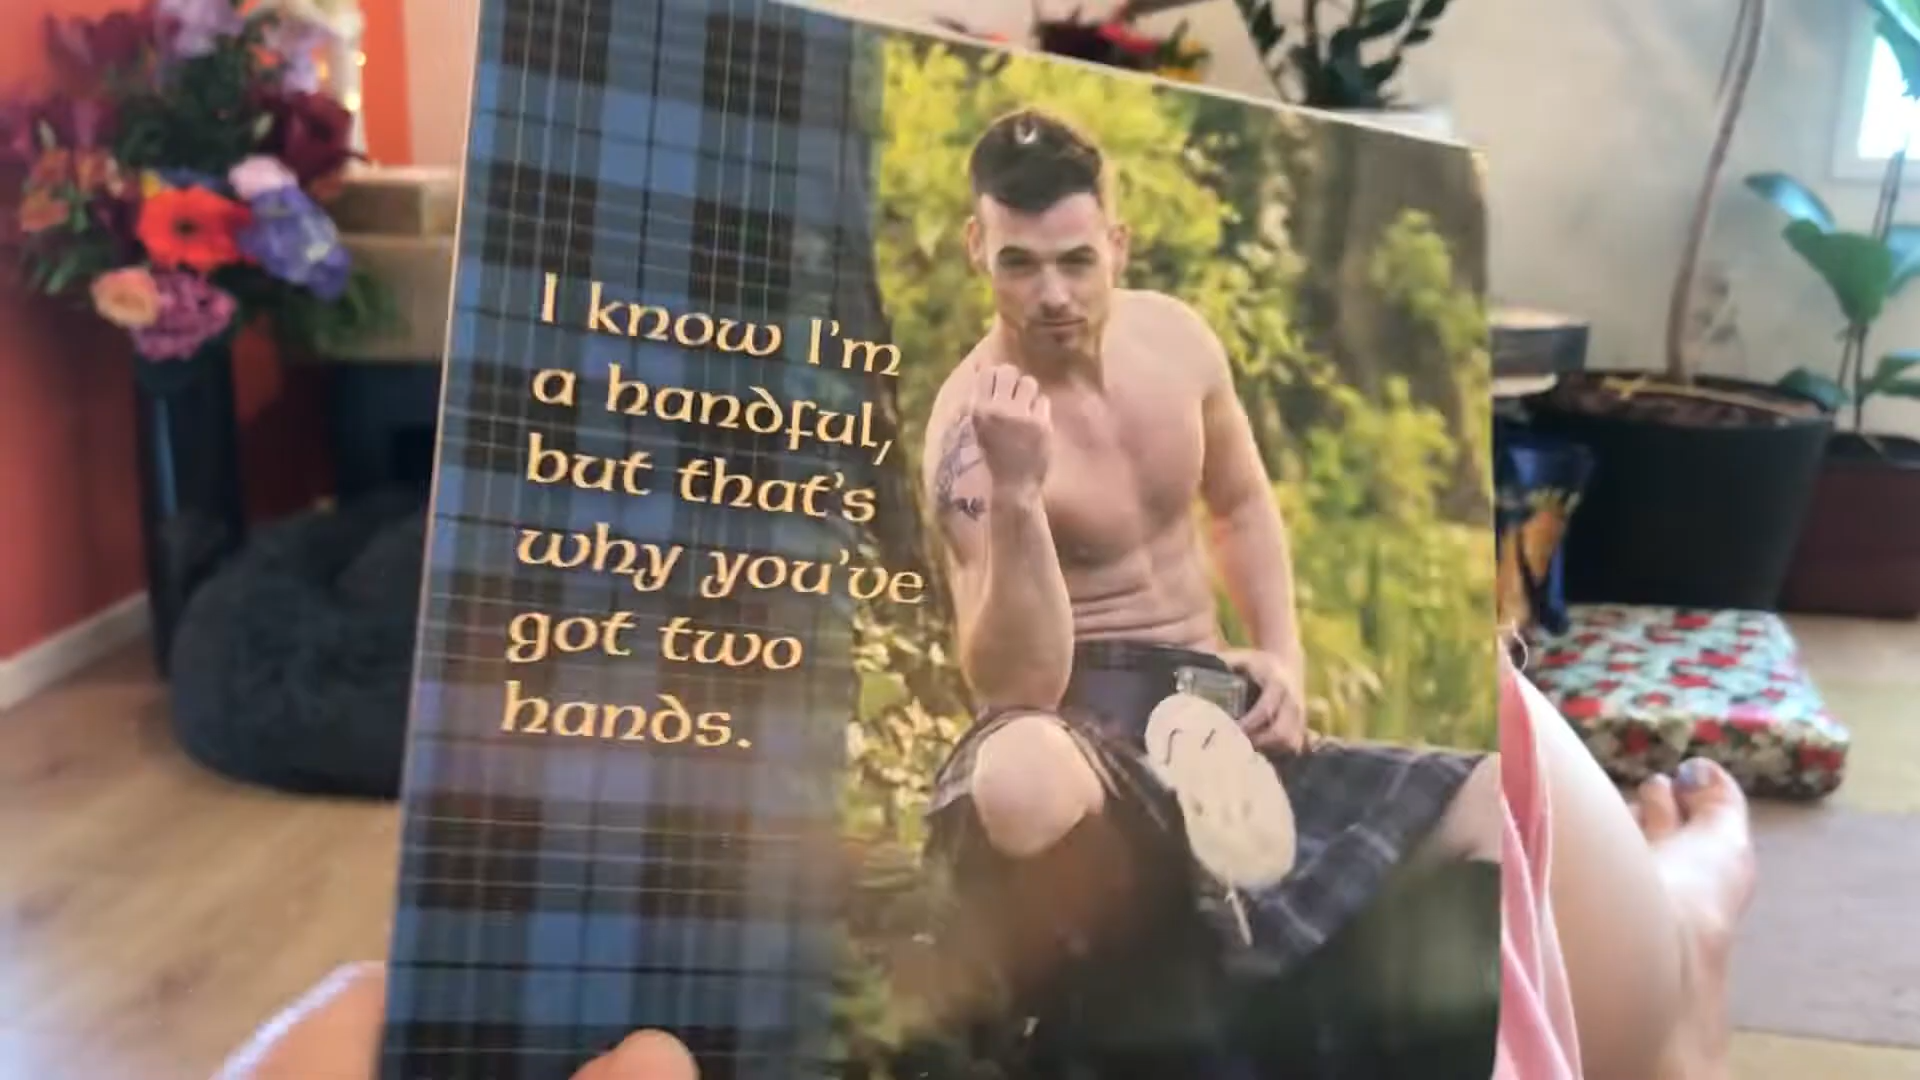 I know I'm
a handful,
but that's
why you've
got two
hands.